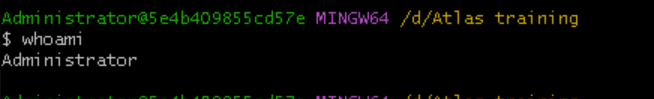 Administrator@5e4b409855cd57e MINGW64 /d/Atlas training
$ whoami
Administrator